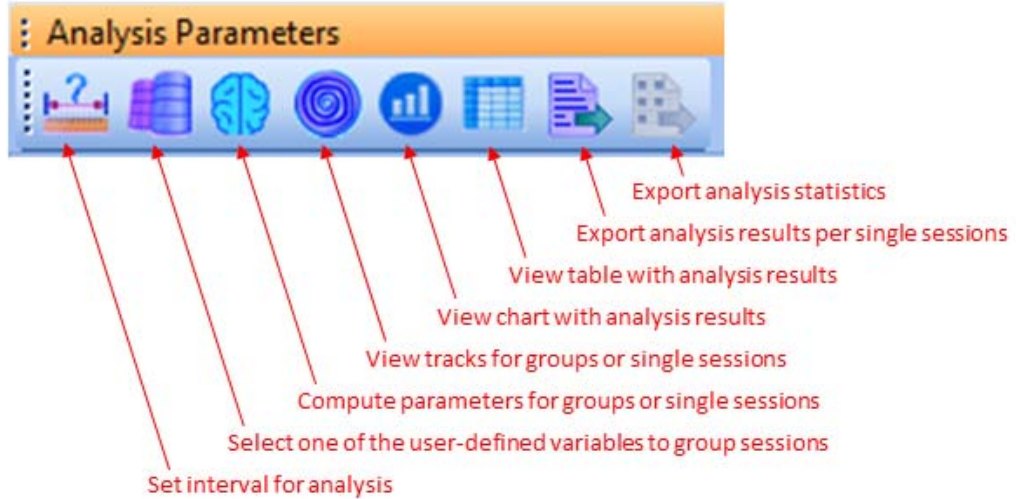 Analysis Parameters
?
Export analysis statistics
Export analysis results per single sessions
View table with analysis results
View chart with analysis results
View tracks for groups or single sessions
Compute parameters for groups or single sessions
Select one of the user-defined variables to group sessions
Set interval for analysis